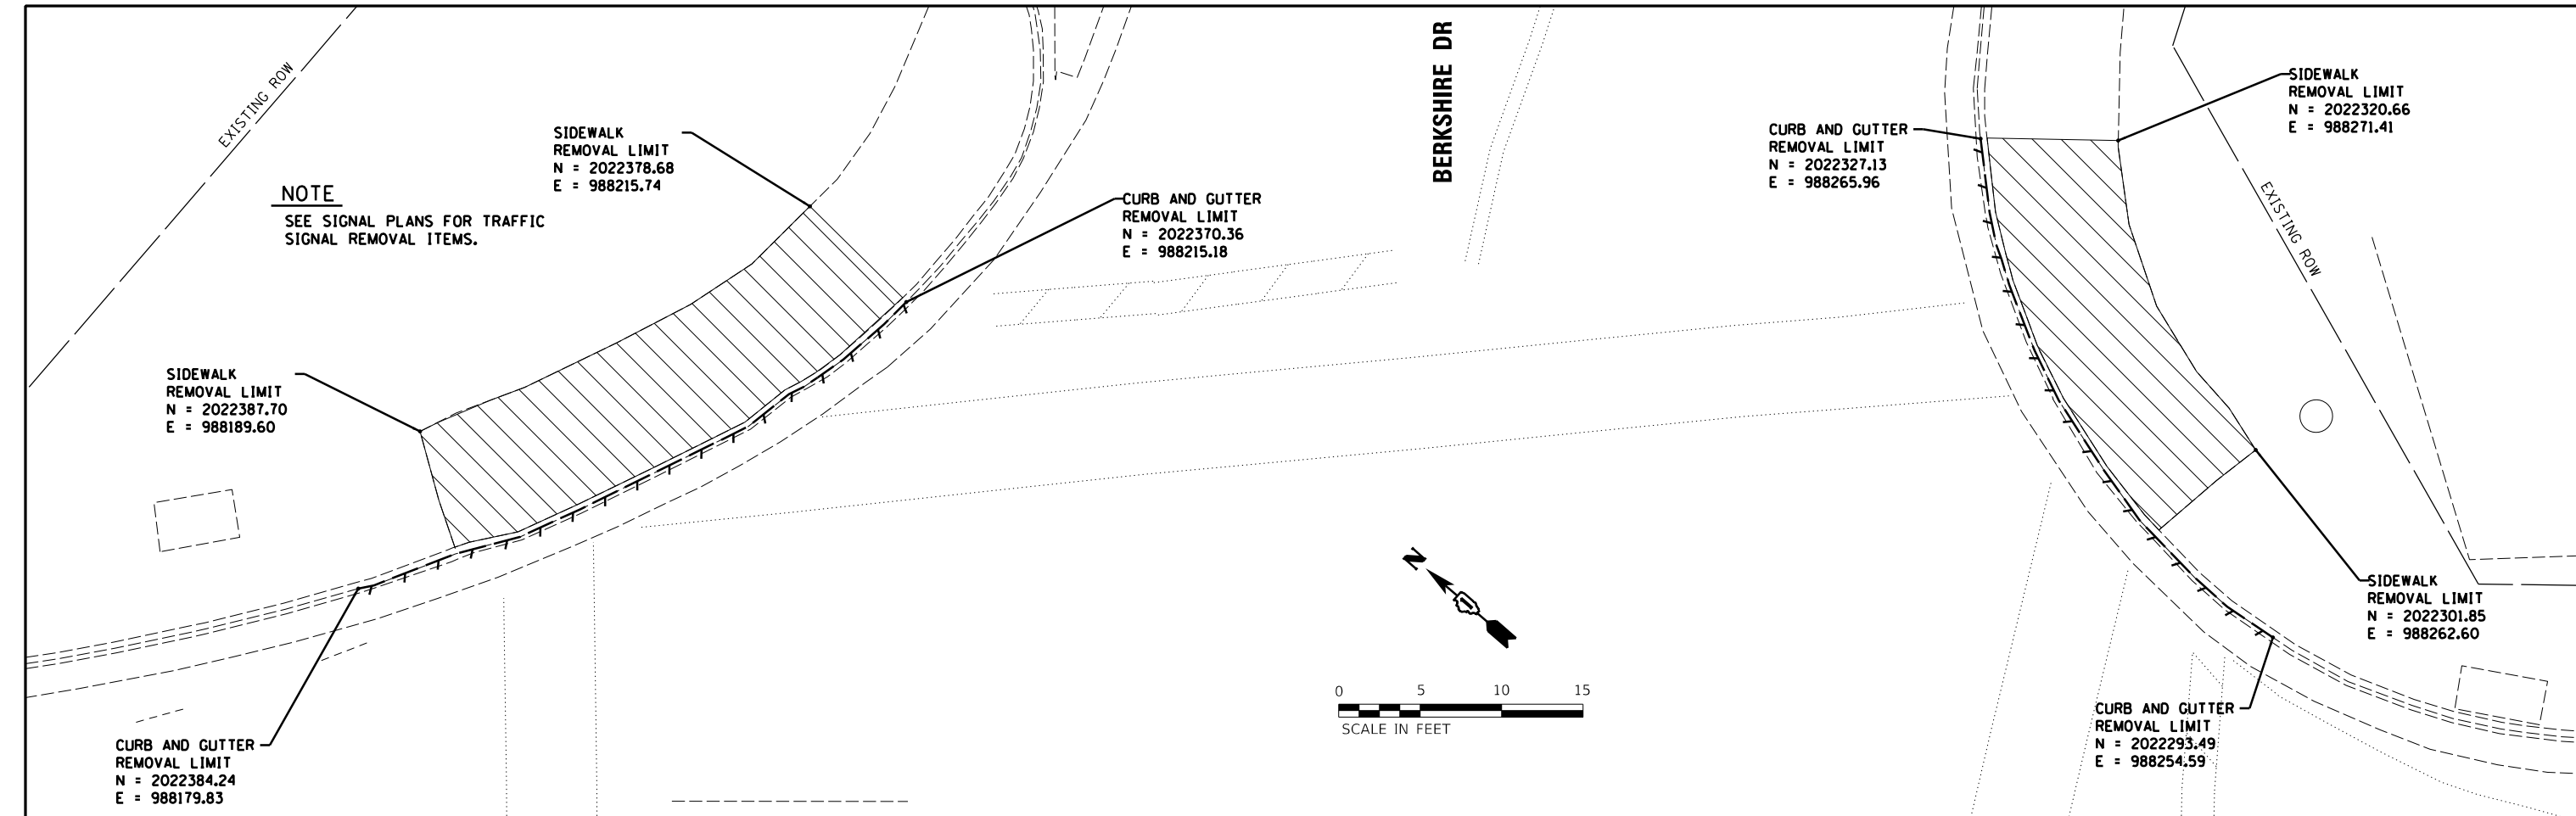 EXISTING ROW
NOTE
SEE SIGNAL PLANS FOR TRAFFIC
SIGNAL REMOVAL ITEMS.
SIDEWALK
REMOVAL LIMIT
N = 2022378.68
E = 988215.74
CURB AND GUTTER
REMOVAL LIMIT
N = 2022370.36
E = 988215.18
SIDEWALK
REMOVAL LIMIT
N = 2022387.70
E = 988189.60
CURB AND GUTTER
REMOVAL LIMIT
N = 2022384.24
E = 988179.83
BERKSHIRE DR
N
0 5 10 15
SCALE IN FEET
CURB AND GUTTER
REMOVAL LIMIT
N = 2022327.13
E = 988265.96
SIDEWALK
REMOVAL LIMIT
N = 2022320.66
E = 988271.41
EXISTING ROW
SIDEWALK
REMOVAL LIMIT
N = 2022301.85
E = 988262.60
CURB AND GUTTER
REMOVAL LIMIT
N = 2022293.49
E = 988254.59